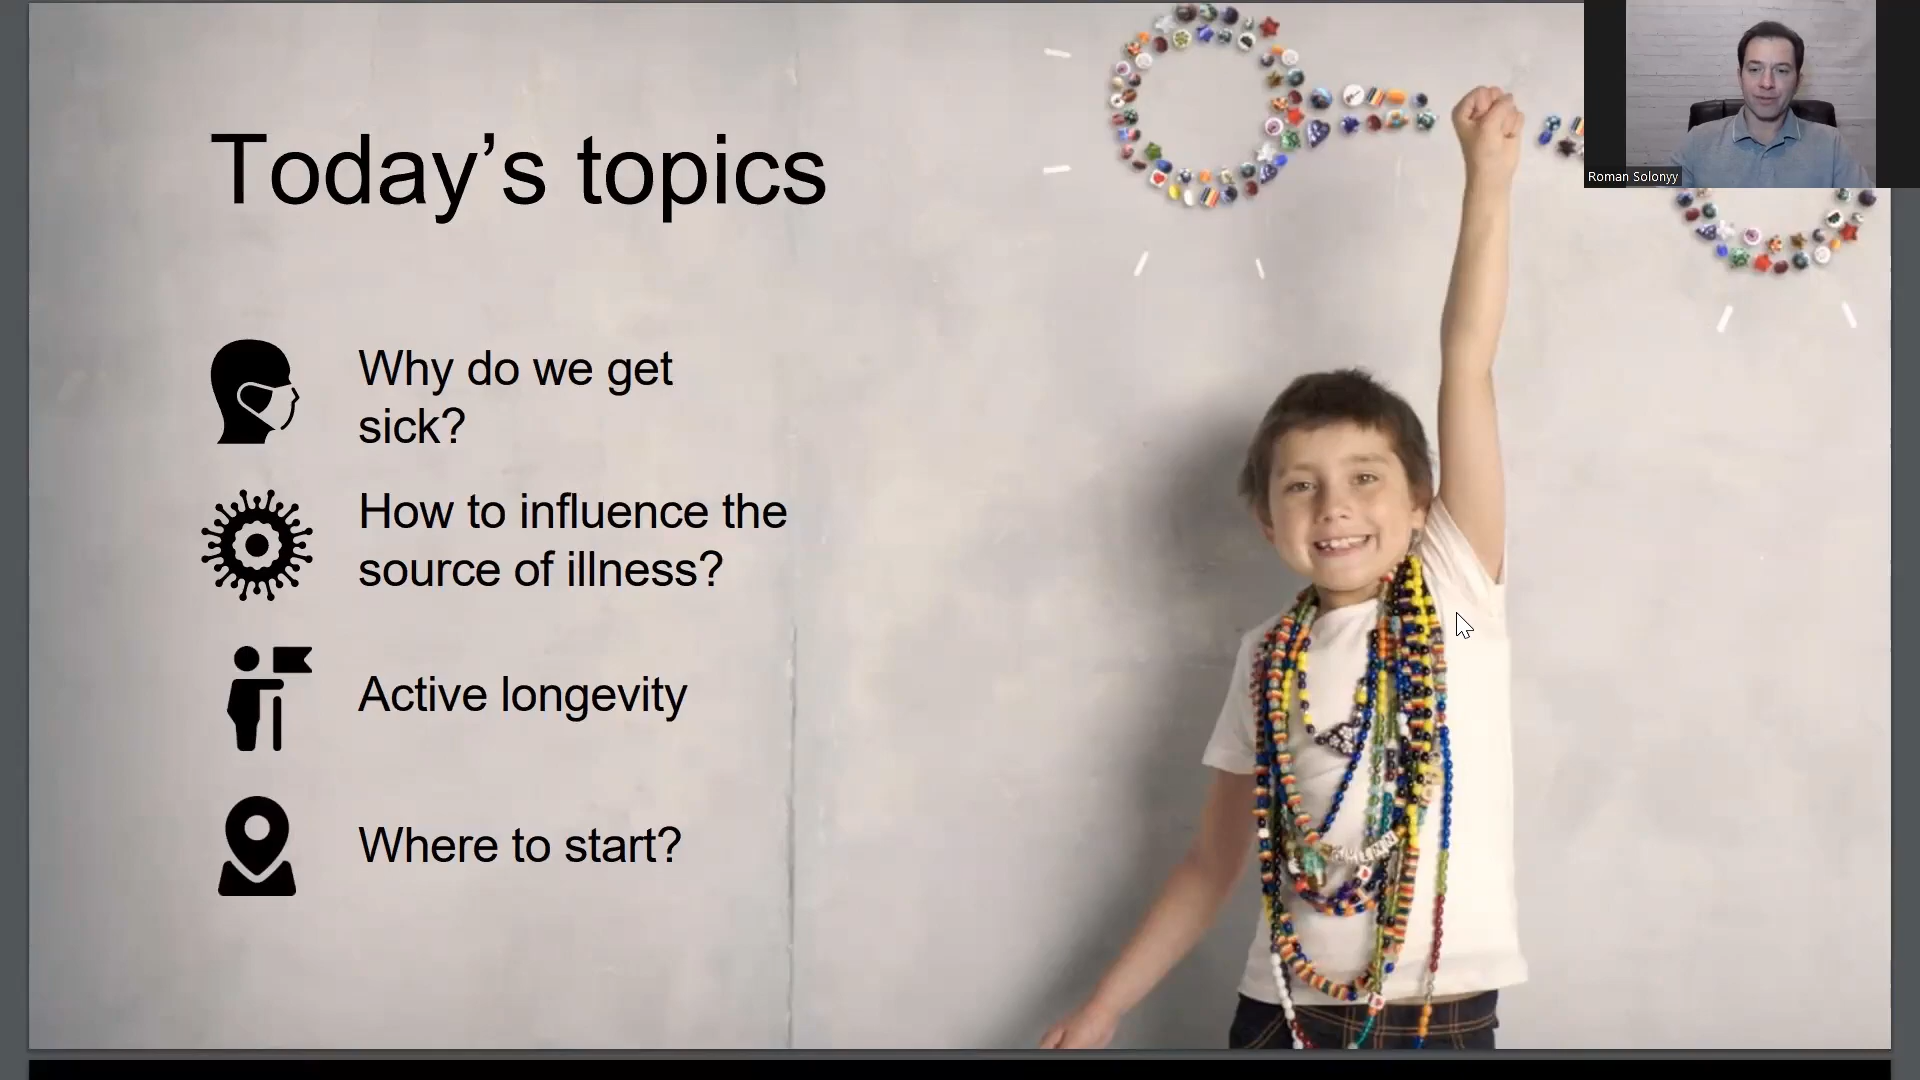 Today’s topics
Roman Solonyy
Why do we get
sick?
How to influence the
source of illness?
Active longevity
Where to start?